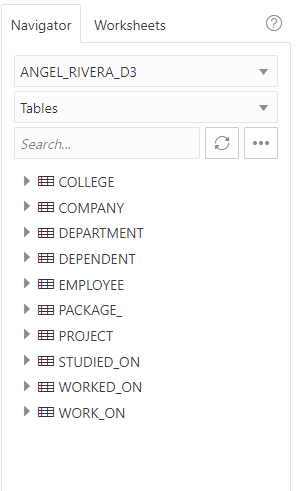 Navigator Worksheets
ANGEL_RIVERA_D3
Tables
Search...
COLLEGE
COMPANY
DEPARTMENT
DEPENDENT
EMPLOYEE
PACKAGE_
PROJECT
STUDIED_ON
WORKED_ON
WORK_ON